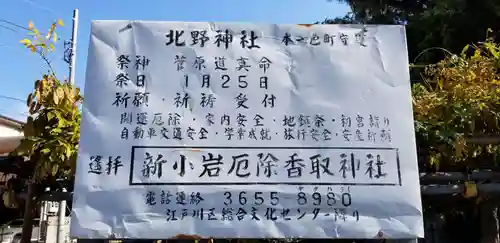 北野神社 本一色町守護
祭神 菅原道真命
祭日 1月25日
祈願・祈祷 受付
開運厄除・家内安全・地鎮祭・初宮詣り
自動車交通安全・学業成就・旅行安全・安産祈願
遥拝 新小岩厄除香取神社
電話連絡 3655-8980
江戸川区総合文化センター隣り